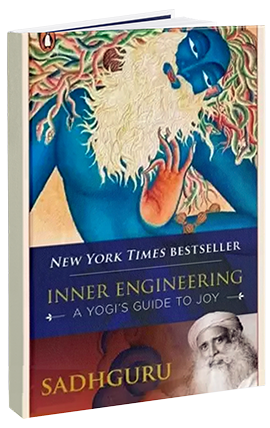 NEW YORK TIMES BESTSELLER
INNER ENGINEERING
A YOGI'S GUIDE TO JOY
SADHGURU